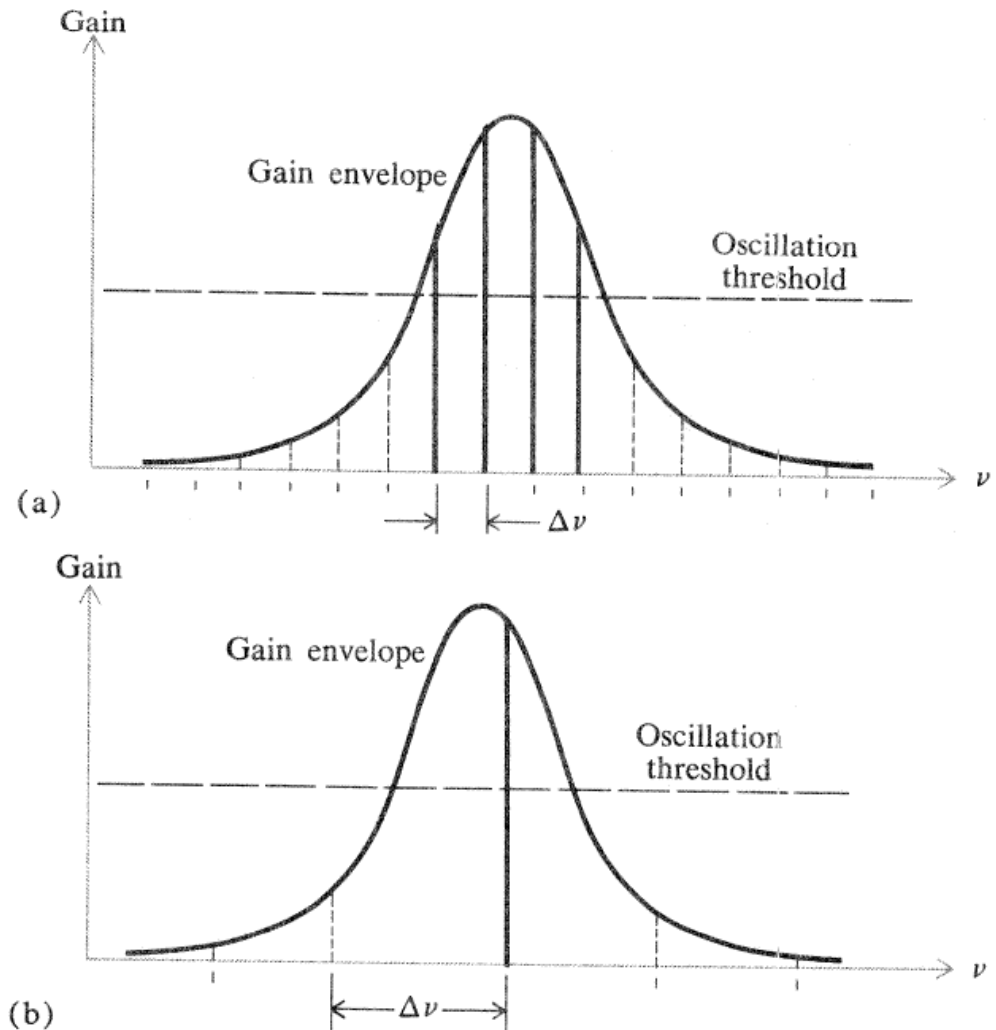 Gain
Gain envelope
Oscillation
threshold
ν
(a)
Δν
Gain
Gain envelope
Oscillation
threshold
ν
Δν
(b)